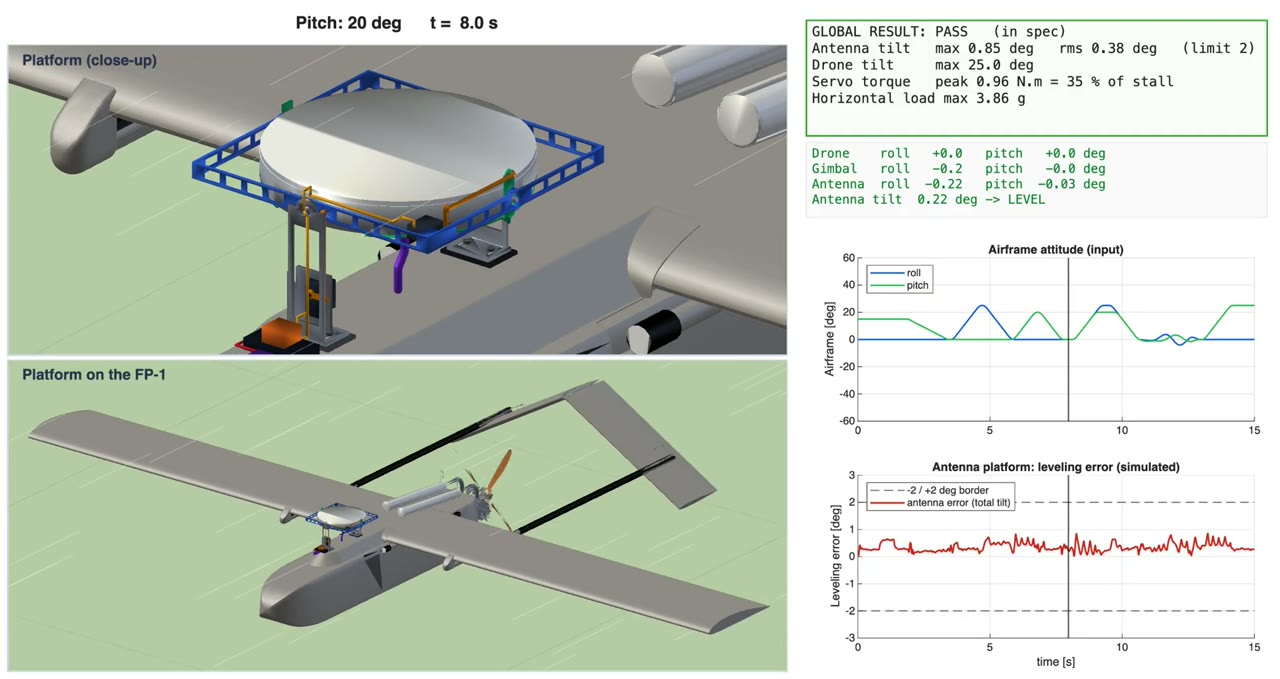 Pitch: 20 deg t = 8.0 s
Platform (close-up)
Platform on the FP-1
GLOBAL RESULT: PASS (in spec)
Antenna tilt max 0.85 deg rms 0.38 deg (limit 2)
Drone tilt max 25.0 deg
Servo torque peak 0.96 N.m = 35 % of stall
Horizontal load max 3.86 g
Drone roll +0.0 pitch +0.0 deg
Gimbal roll -0.2 pitch -0.0 deg
Antenna roll -0.22 pitch -0.03 deg
Antenna tilt 0.22 deg -> LEVEL
Airframe attitude (input)
Airframe [deg]
60
40
20
0
-20
-40
-60
roll
pitch
0 5 10 15
Antenna platform: leveling error (simulated)
Leveling error [deg]
3
2
1
0
-1
-2
-3
-2 / +2 deg border
antenna error (total tilt)
0 5 10 15
time [s]